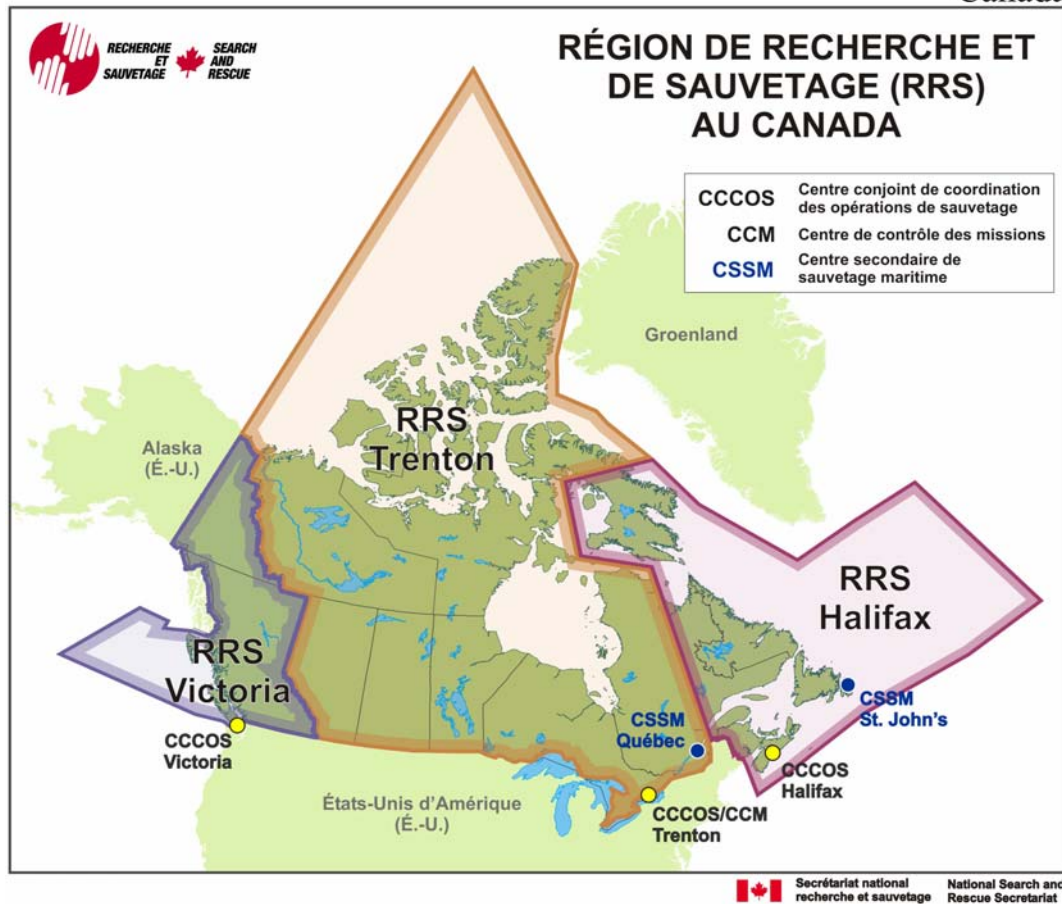 Canada
RECHERCHE
ET
SAUVETAGE
SEARCH
AND
RESCUE
RÉGION DE RECHERCHE ET
DE SAUVETAGE (RRS)
AU CANADA
CCCOS Centre conjoint de coordination
des opérations de sauvetage
CCM Centre de contrôle des missions
CSSM Centre secondaire de
sauvetage maritime
Groenland
Alaska
(É.-U.)
RRS
Trenton
RRS
Halifax
RRS
Victoria
CSSM
St. John's
CSSM
Québec
CCCOS
Victoria
CCCOS
Halifax
États-Unis d'Amérique
(É.-U.)
CCCOS/CCM
Trenton
Secrétariat national
recherche et sauvetage
National Search and
Rescue Secretariat